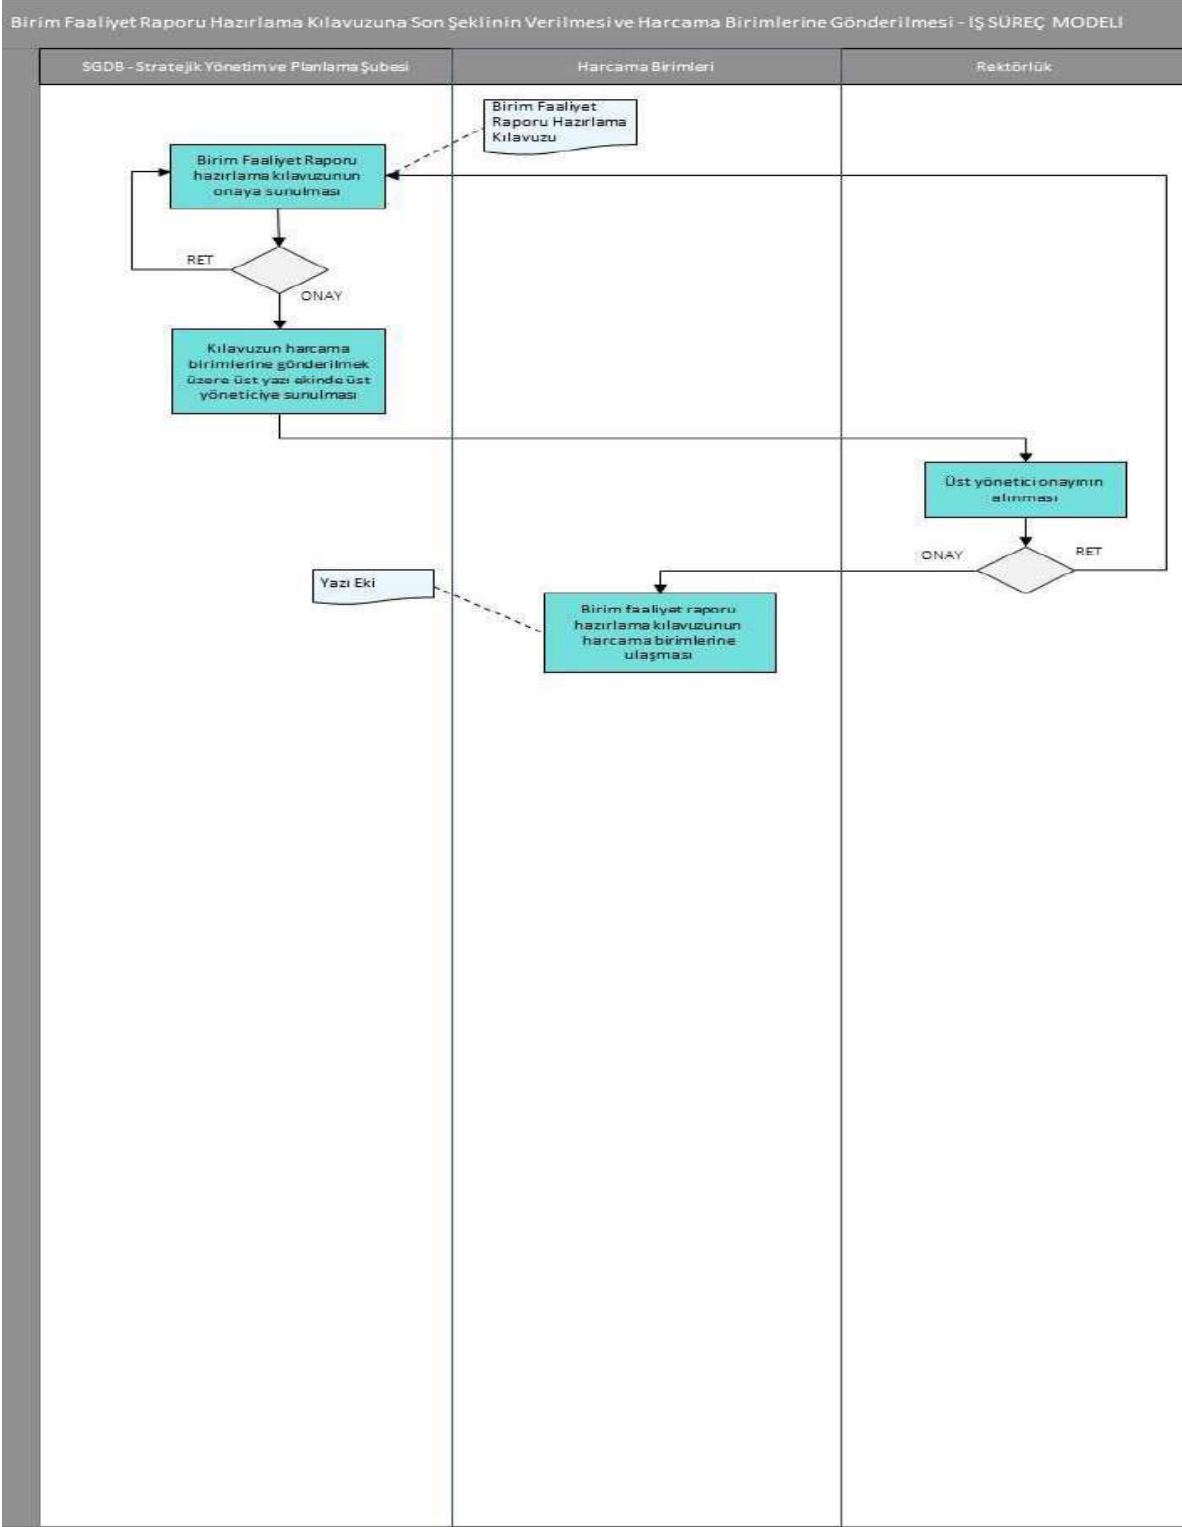 Birim Faaliyet Raporu Hazırlama Kılavuzuna Son Şeklinin Verilmesi ve Harcama Birimlerine Gönderilmesi - İŞ SÜREÇ MODELİ
SGDB - Stratejik Yönetim ve Planlama Şubesi
Harcama Birimleri
Rektörlük
Birim Faaliyet
Raporu Hazırlama
Kılavuzu
Birim Faaliyet Raporu
hazırlama kılavuzunun
onaya sunulması
RET
ONAY
Kılavuzun harcama
birimlerine gönderilmek
üzere üst yazı ekinde üst
yöneticiye sunulması
Üst yönetici onayının
alınması
ONAY
RET
Yazı Eki
Birim faaliyet raporu
hazırlama kılavuzunun
harcama birimlerine
ulaşması